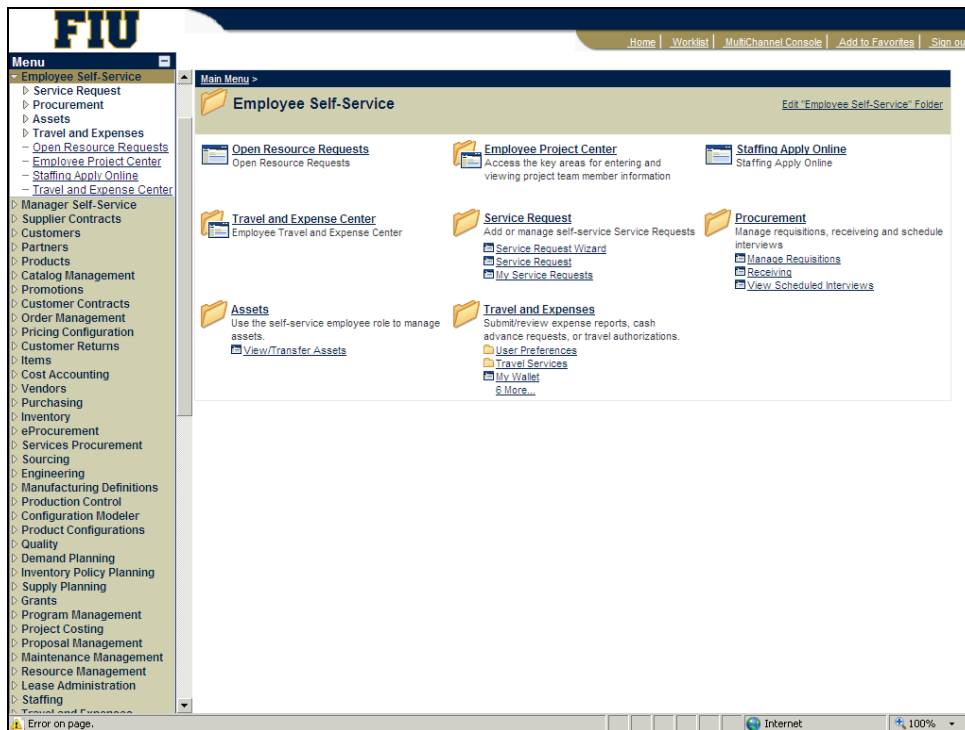 FIU
Home Worklist MultiChannel Console Add to Favorites Sign ou
Menu
Employee Self-Service
Service Request
Procurement
Assets
Travel and Expenses
Open Resource Requests
Employee Project Center
Staffing Apply Online
Travel and Expense Center
Manager Self-Service
Supplier Contracts
Customers
Partners
Products
Catalog Management
Promotions
Customer Contracts
Order Management
Pricing Configuration
Customer Returns
Items
Cost Accounting
Vendors
Purchasing
Inventory
eProcurement
Services Procurement
Sourcing
Engineering
Manufacturing Definitions
Production Control
Configuration Modeler
Product Configurations
Quality
Demand Planning
Inventory Policy Planning
Supply Planning
Grants
Program Management
Project Costing
Proposal Management
Maintenance Management
Resource Management
Lease Administration
Staffing
Travel and Expenses
Main Menu >
Employee Self-Service
Edit "Employee Self-Service" Folder
Open Resource Requests
Open Resource Requests
Employee Project Center
Access the key areas for entering and
viewing project team member information
Staffing Apply Online
Staffing Apply Online
Travel and Expense Center
Employee Travel and Expense Center
Service Request
Add or manage self-service Service Requests
Service Request Wizard
Service Request
My Service Requests
Procurement
Manage requisitions, receiveing and schedule
interviews
Manage Requisitions
Receiving
View Scheduled Interviews
Assets
Use the self-service employee role to manage
assets.
View/Transfer Assets
Travel and Expenses
Submit/review expense reports, cash
advance requests, or travel authorizations.
User Preferences
Travel Services
My Wallet
6 More...
Error on page.
Internet
100%